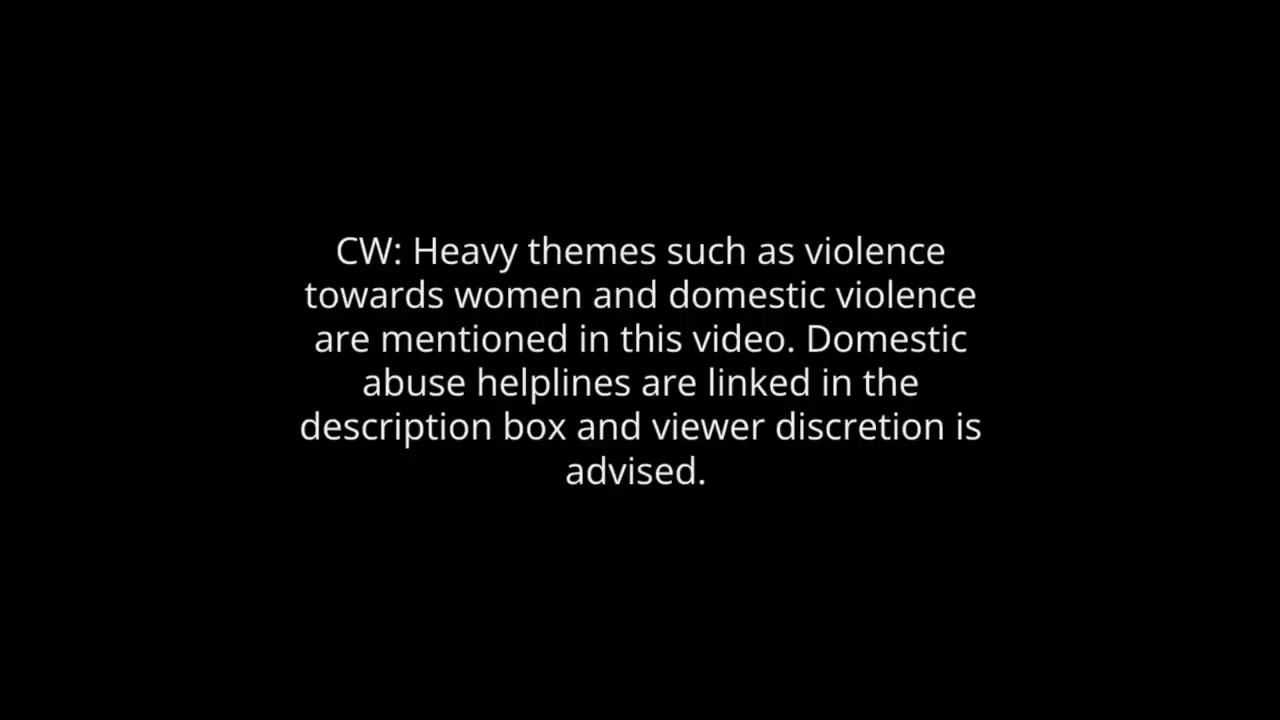 CW: Heavy themes such as violence
towards women and domestic violence
are mentioned in this video. Domestic
abuse helplines are linked in the
description box and viewer discretion is
advised.